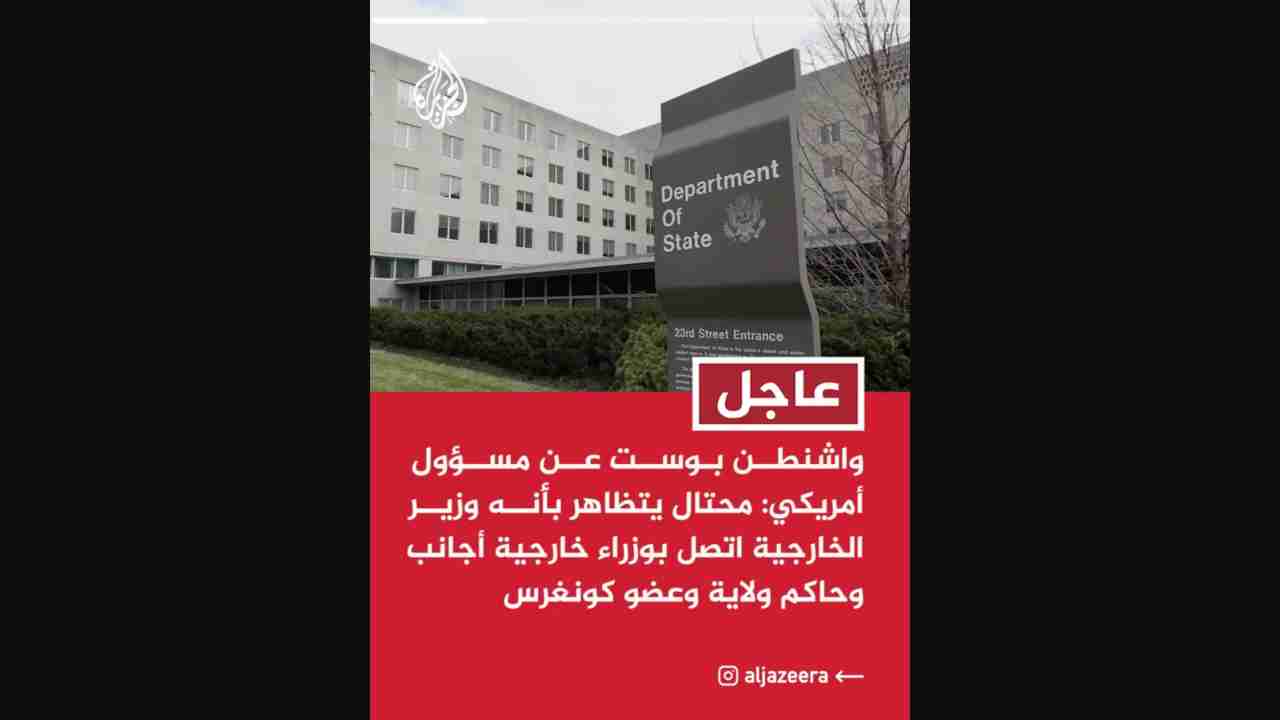 الجزيرة
Department
Of
State
23rd Street Entrance
عاجل
واشنطن بوست عن مسؤول
أمريكي: محتال يتظاهر بأنه وزير
الخارجية اتصل بوزراء خارجية أجانب
وحاكم ولاية وعضو كونغرس
aljazeera